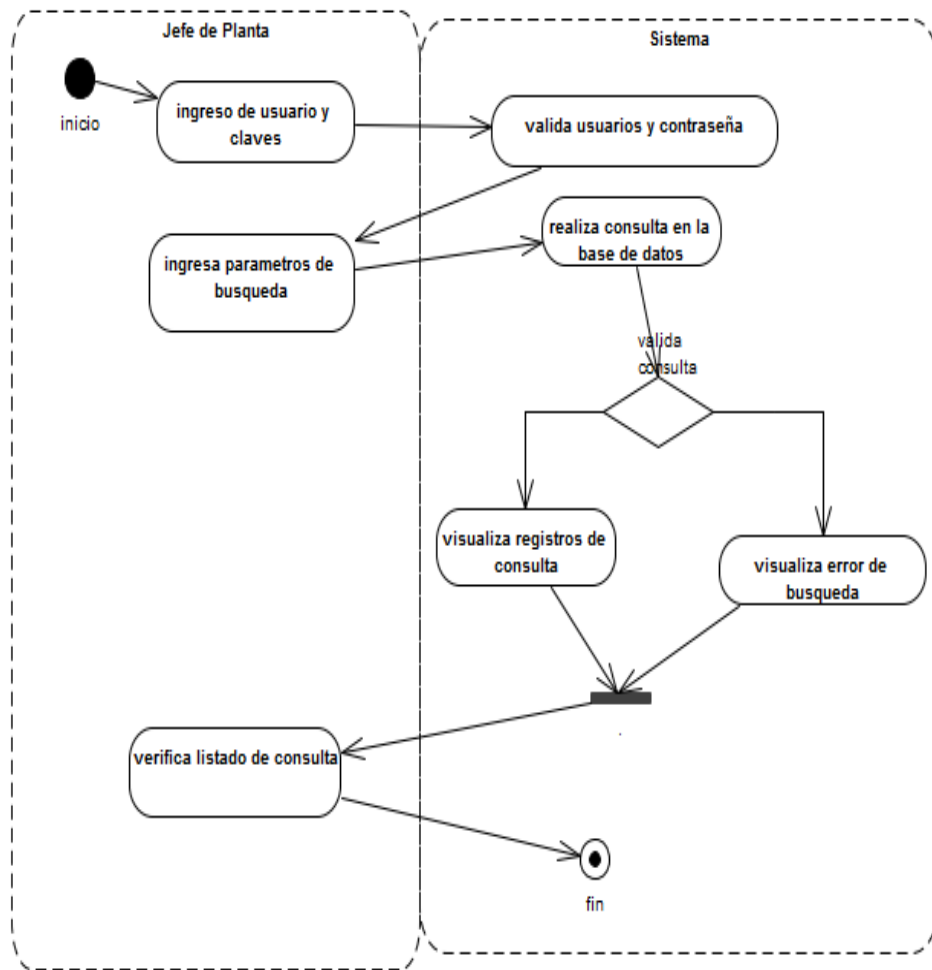 Jefe de Planta
Sistema
inicio
ingreso de usuario y
claves
valida usuarios y contraseña
ingresa parametros de
busqueda
realiza consulta en la
base de datos
valida
consulta
visualiza registros de
consulta
visualiza error de
busqueda
verifica listado de consulta
fin